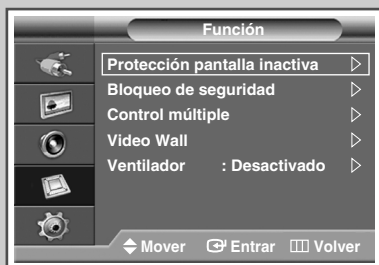 Función
Protección pantalla inactiva
Bloqueo de seguridad
Control múltiple
Video Wall
Ventilador : Desactivado
Mover Entrar Volver